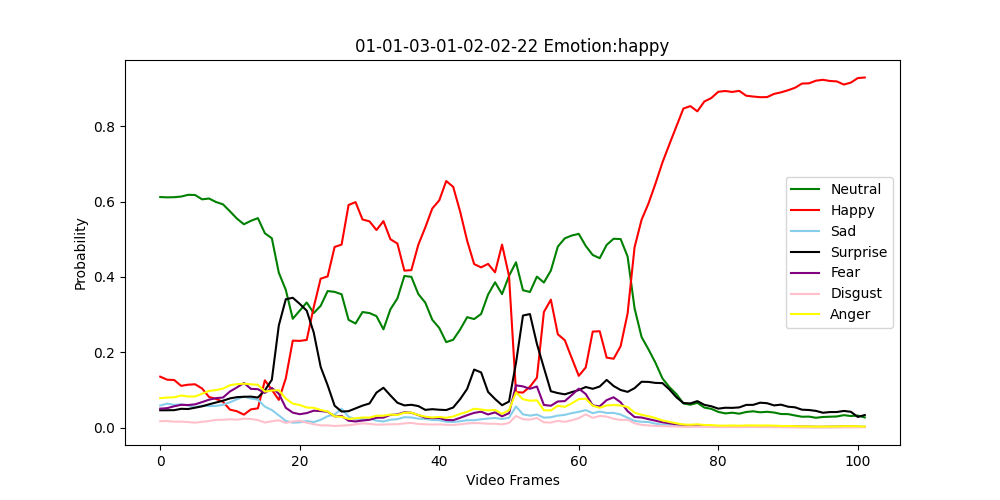 01-01-03-01-02-02-22 Emotion:happy
Probability
0.8
0.6
0.4
0.2
0.0
Neutral
Happy
Sad
Surprise
Fear
Disgust
Anger
0 20 40 60 80 100
Video Frames